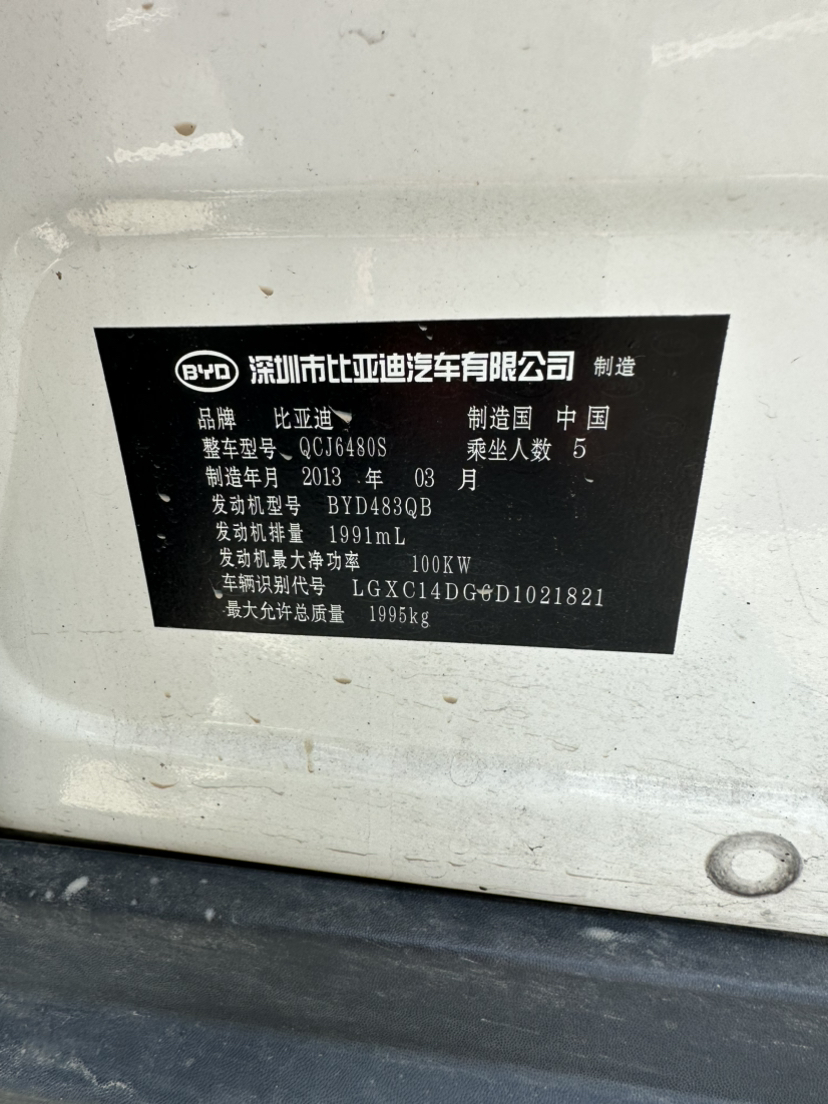 BYD 深圳市比亚迪汽车有限公司 制造
品牌 比亚迪 制造国 中国
整车型号 QCJ6480S 乘坐人数 5
制造年月 2013 年 03 月
发动机型号 BYD483QB
发动机排量 1991mL
发动机最大净功率 100KW
车辆识别代号 LGXC14DG6D1021821
最大允许总质量 1995kg